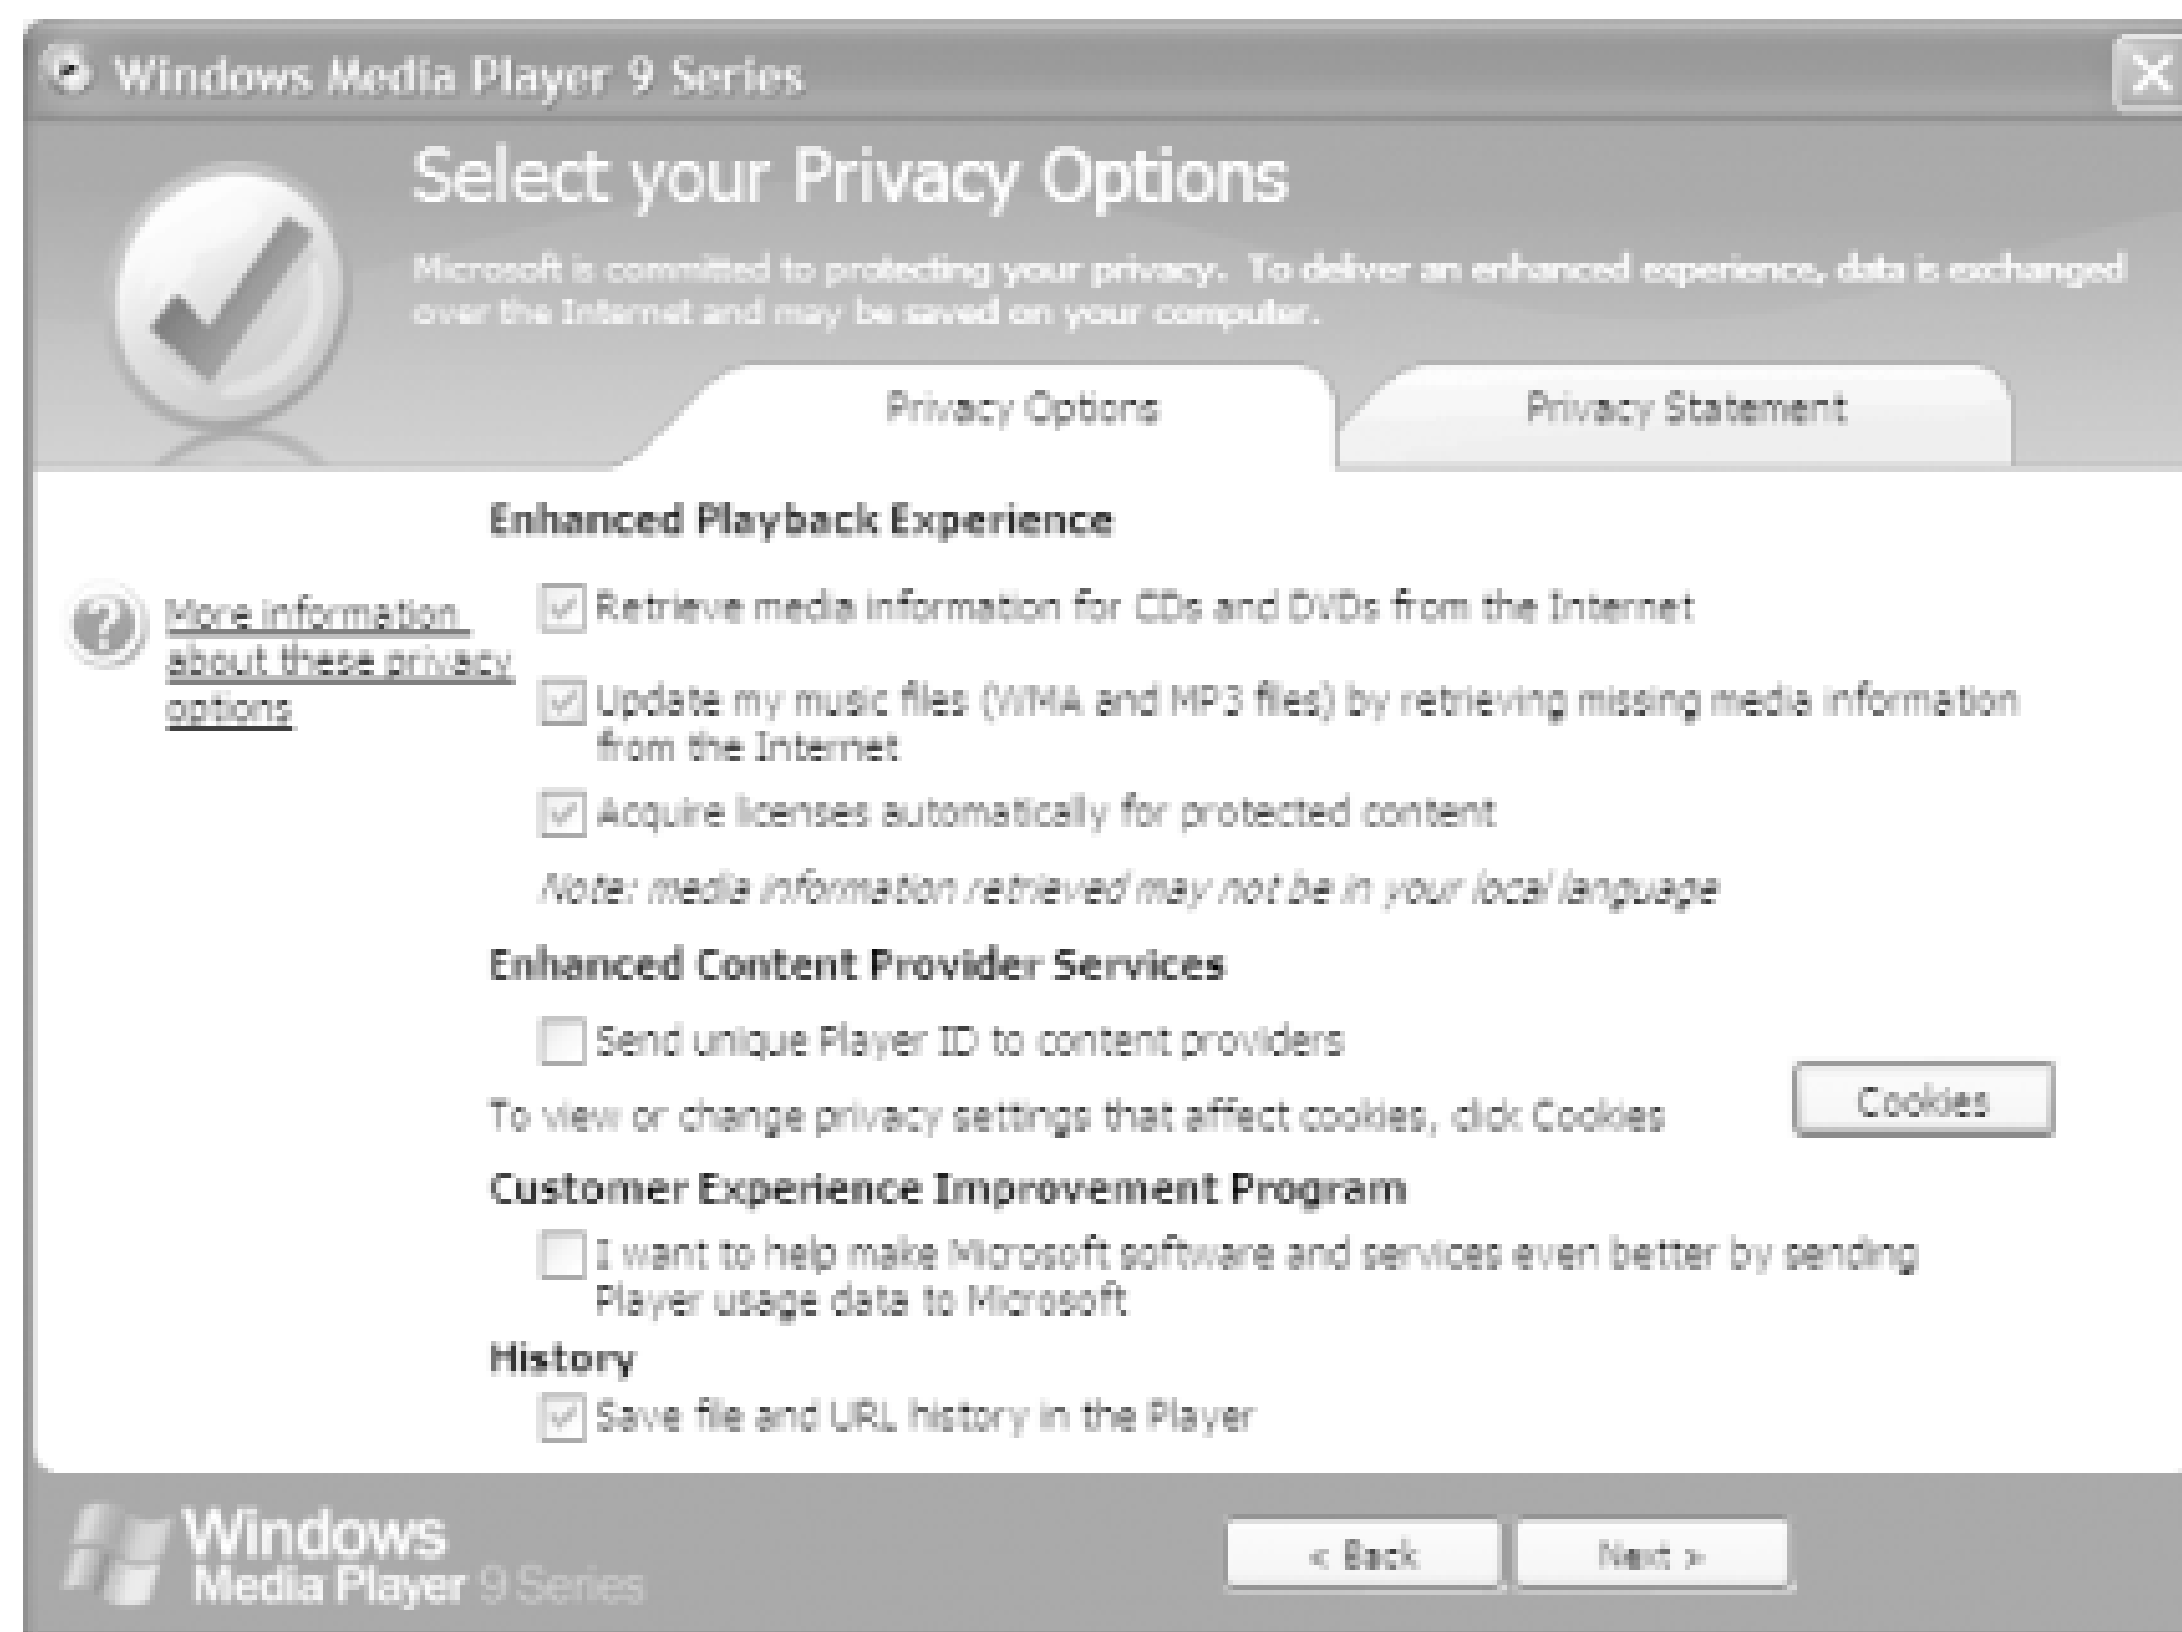 Windows Media Player 9 Series
Select your Privacy Options
Microsoft is committed to protecting your privacy. To deliver an enhanced experience, data is exchanged
over the Internet and may be saved on your computer.
Privacy Options
Privacy Statement
Enhanced Playback Experience
More information
about these privacy
options
Retrieve media information for CDs and DVDs from the Internet
Update my music files (WMA and MP3 files) by retrieving missing media information
from the Internet
Acquire licenses automatically for protected content
Note: media information retrieved may not be in your local language
Enhanced Content Provider Services
Send unique Player ID to content providers
To view or change privacy settings that affect cookies, click Cookies
Cookies
Customer Experience Improvement Program
I want to help make Microsoft software and services even better by sending
Player usage data to Microsoft
History
Save file and URL history in the Player
Windows
Media Player 9 Series
< Back
Next >